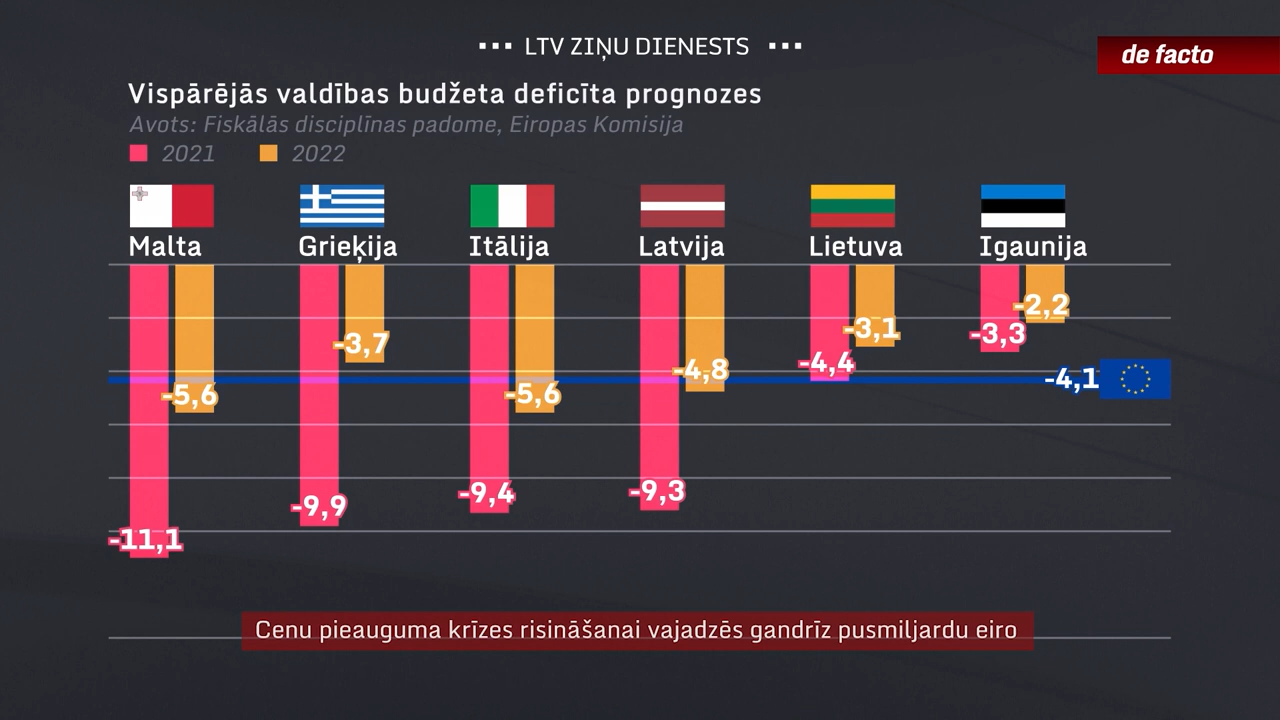 LTV ZIŅU DIENESTS
de facto
Vispārējās valdības budžeta deficīta prognozes
Avots: Fiskālās disciplīnas padome, Eiropas Komisija
2021 2022
Malta Grieķija Itālija Latvija Lietuva Igaunija
-2,2
-3,1
-3,3
-3,7
-4,4
-4,8
-4,1
-5,6 -5,6
-9,3
-9,4
-9,9
-11,1
Cenu pieauguma krīzes risināšanai vajadzēs gandrīz pusmiljardu eiro